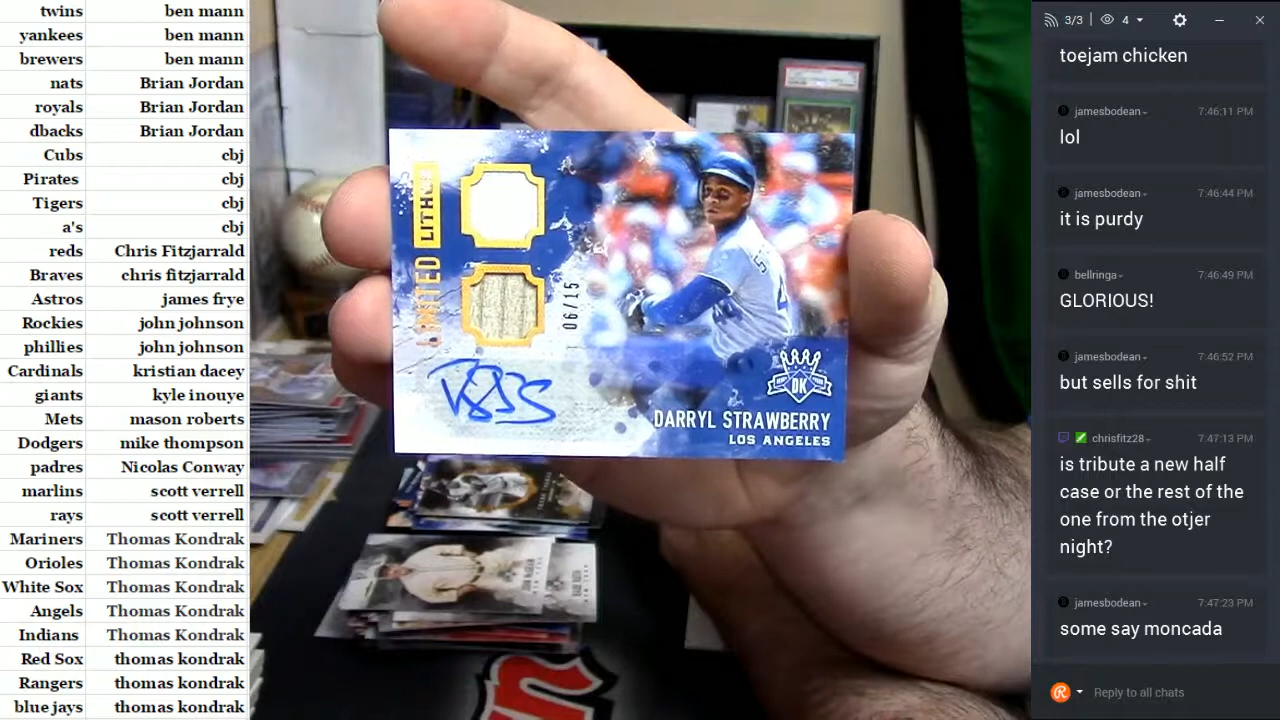 twins ben mann
yankees ben mann
brewers ben mann
nats Brian Jordan
royals Brian Jordan
dbacks Brian Jordan
Cubs cbj
Pirates cbj
Tigers cbj
a's cbj
reds Chris Fitzjarrald
Braves chris fitzjarrald
Astros james frye
Rockies john johnson
phillies john johnson
Cardinals kristian dacey
giants kyle inouye
Mets mason roberts
Dodgers mike thompson
padres Nicolas Conway
marlins scott verrell
rays scott verrell
Mariners Thomas Kondrak
Orioles Thomas Kondrak
White Sox Thomas Kondrak
Angels Thomas Kondrak
Indians Thomas Kondrak
Red Sox thomas kondrak
Rangers thomas kondrak
blue jays thomas kondrak
LIMITED LITHOS
06/15
DK
DARRYL STRAWBERRY
LOS ANGELES
3/3 4
toejam chicken
jamesbodean 7:46:11 PM
lol
jamesbodean 7:46:44 PM
it is purdy
bellringa 7:46:49 PM
GLORIOUS!
jamesbodean 7:46:52 PM
but sells for shit
chrisfitz28 7:47:13 PM
is tribute a new half
case or the rest of the
one from the otjer
night?
jamesbodean 7:47:23 PM
some say moncada
Reply to all chats